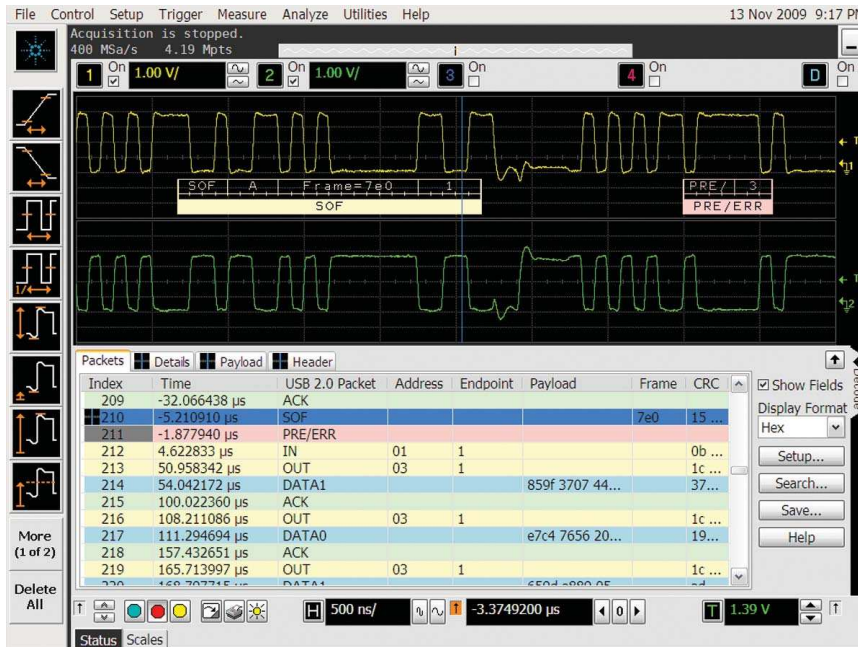 File Control Setup Trigger Measure Analyze Utilities Help 13 Nov 2009 9:17
Acquisition is stopped.
400 MSa/s 4.19 Mpts
1 On 1.00 V/ 2 On 1.00 V/ 3 On 4 On D On
SOF A Frame=7e0 1 PRE/ 3
SOF PRE/ERR
Packets Details Payload Header
Index Time USB 2.0 Packet Address Endpoint Payload Frame CRC
209 -32.066438 µs ACK
210 -5.210910 µs SOF 7e0 15 ...
211 -1.877940 µs PRE/ERR
212 4.622833 µs IN 01 1 0b ...
213 50.958342 µs OUT 03 1 1c ...
214 54.042172 µs DATA1 859f 3707 44... 37...
215 100.022360 µs ACK
216 108.211086 µs OUT 03 1 1c ...
217 111.294694 µs DATA0 e7c4 7656 20... 19...
218 157.432651 µs ACK
219 165.713997 µs OUT 03 1 1c ...
Show Fields
Display Format
Hex
Setup...
Search...
Save...
Help
Decode
More
(1 of 2)
Delete
All
H 500 ns/ -3.3749200 µs 0 T 1.39 V
Status Scales